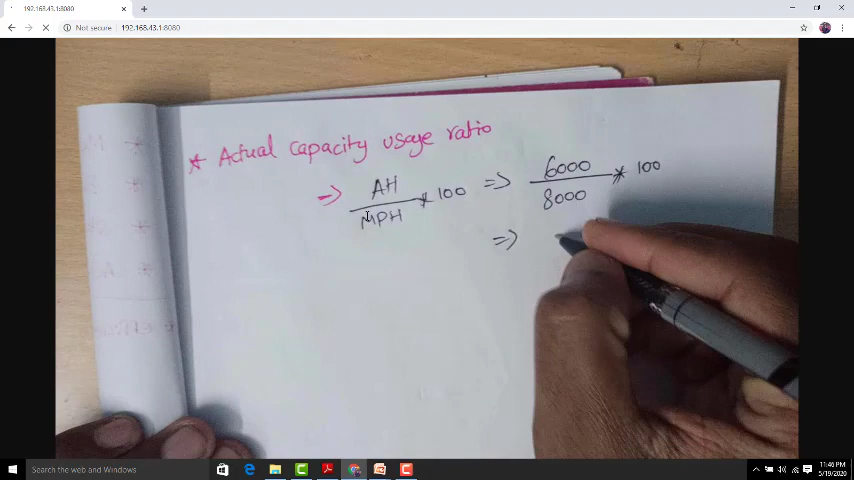 192.168.43.1:8080
Not secure 192.168.43.1:8080
* Actual capacity usage ratio
=> AH/MPH * 100 => 6000/8000 * 100
=>
Search the web and Windows
11:46 PM
5/19/2020